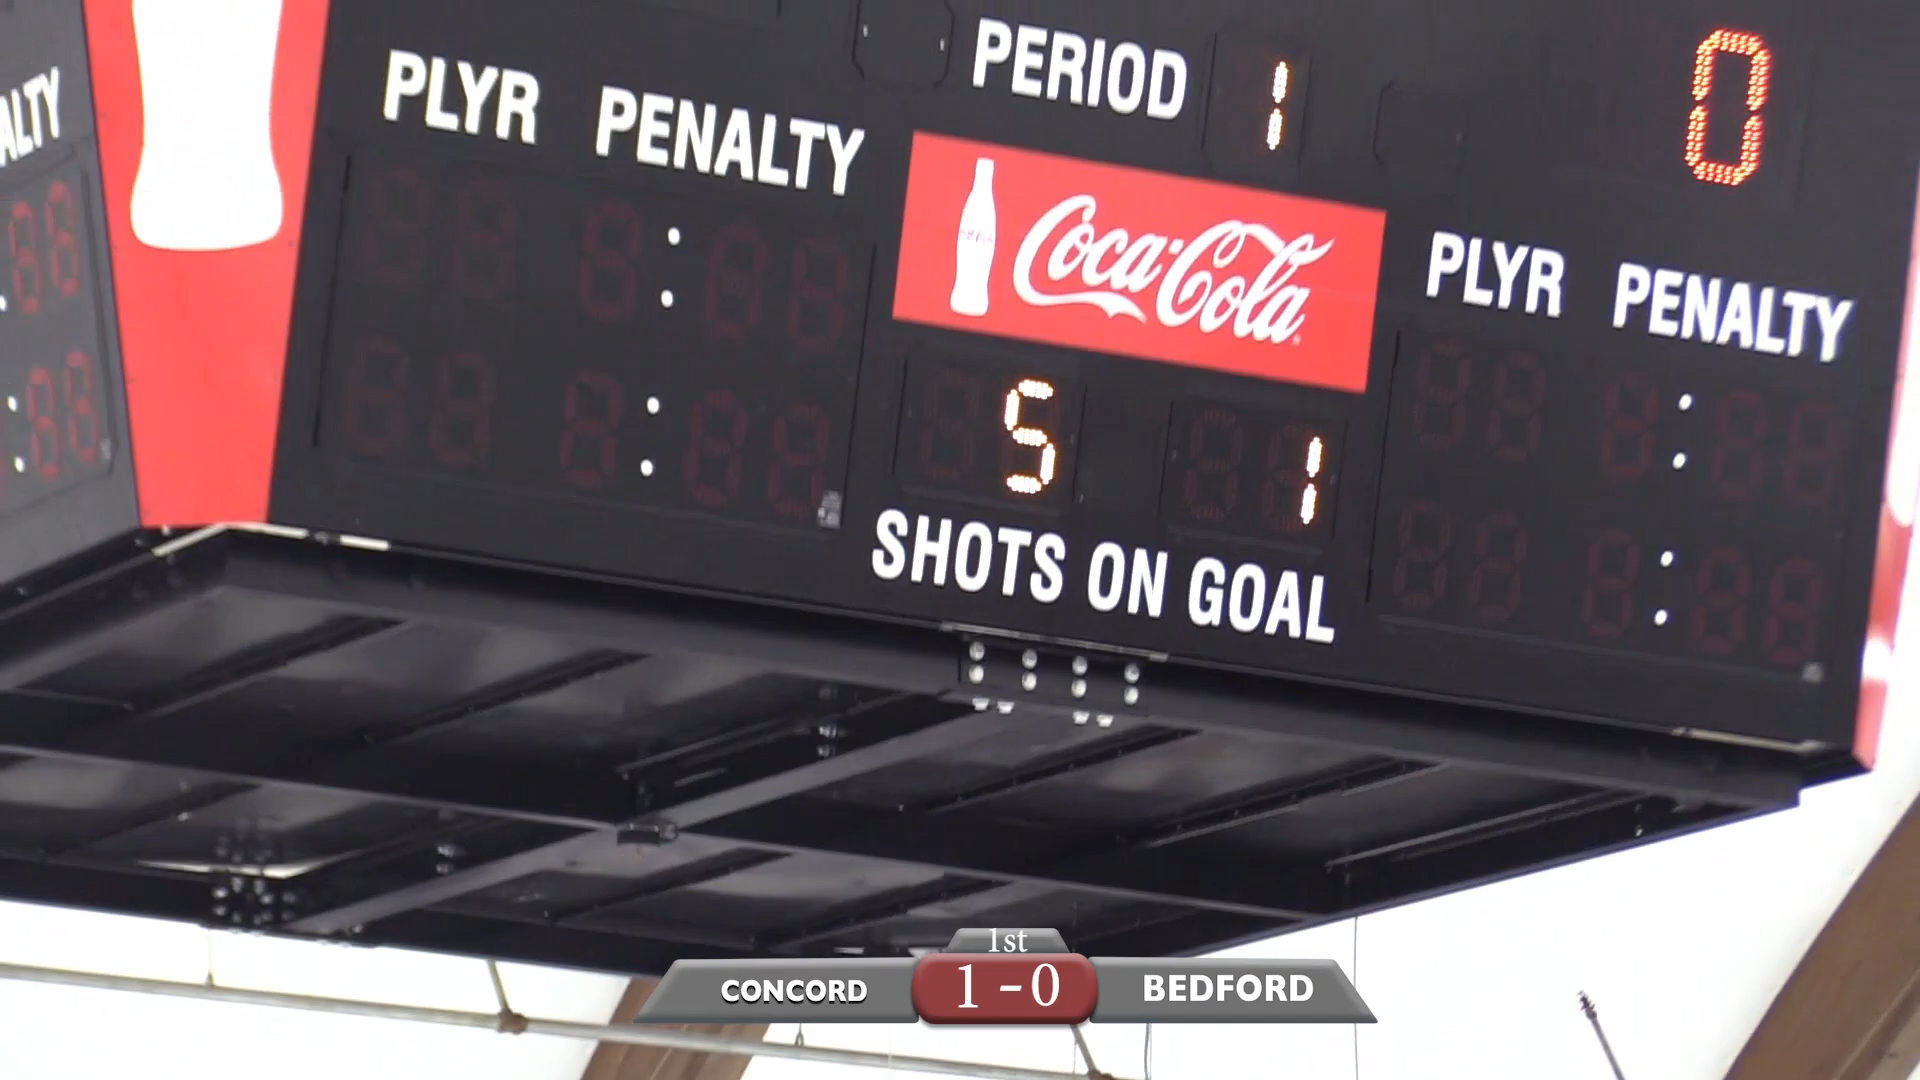 PERIOD 1
0
PLYR PENALTY
ALTY
Coca-Cola
PLYR PENALTY
5 1
SHOTS ON GOAL
1st
CONCORD 1-0 BEDFORD